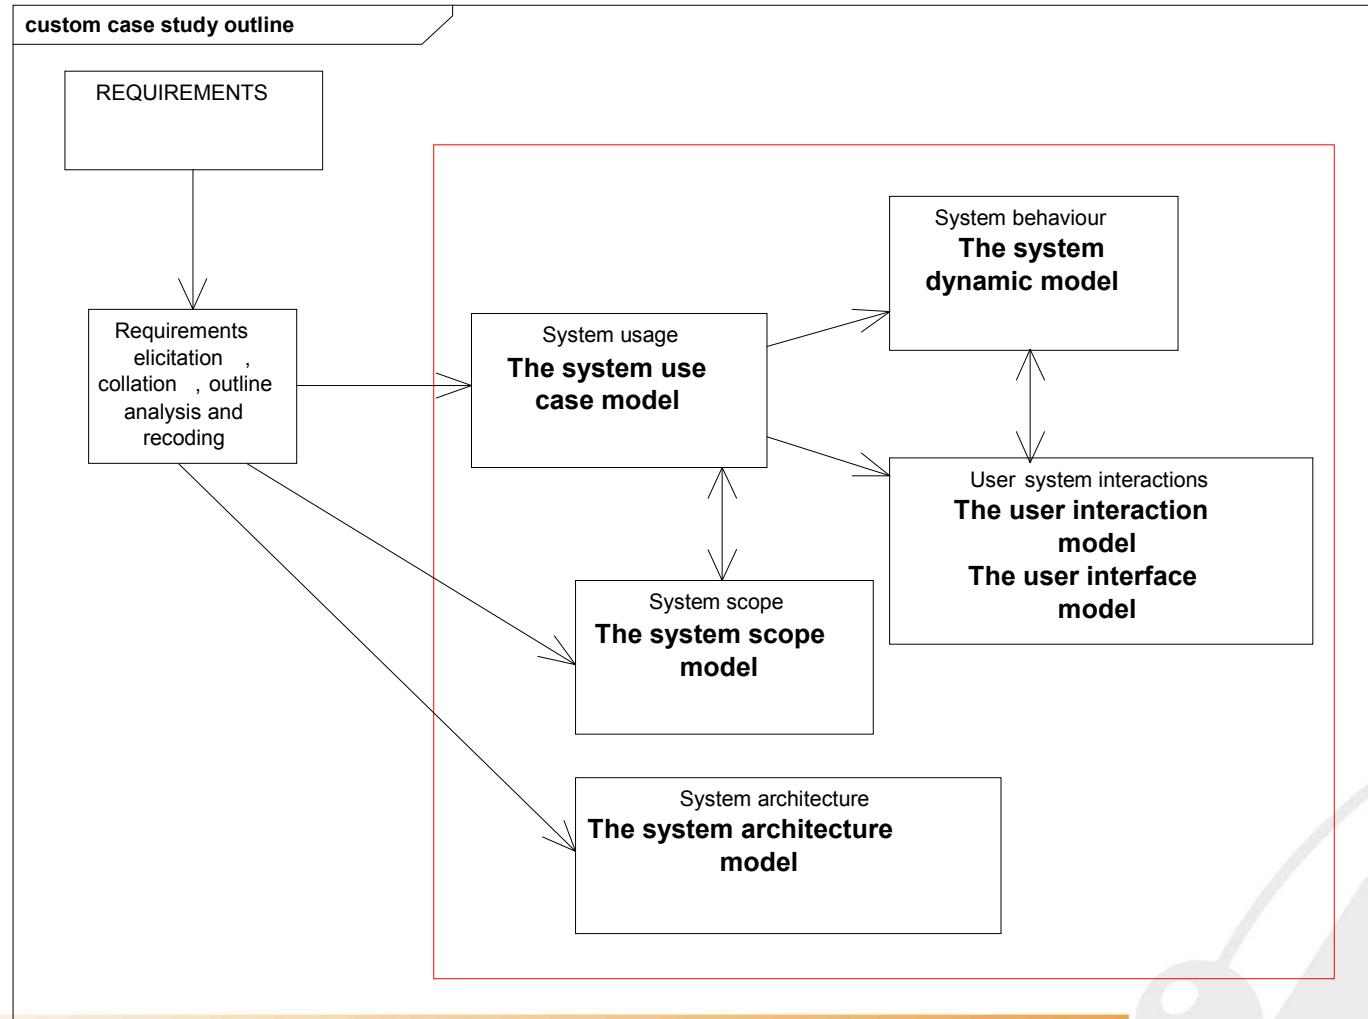 custom case study outline
REQUIREMENTS
Requirements
elicitation ,
collation , outline
analysis and
recoding
System usage
The system use
case model
System behaviour
The system
dynamic model
User system interactions
The user interaction
model
The user interface
model
System scope
The system scope
model
System architecture
The system architecture
model